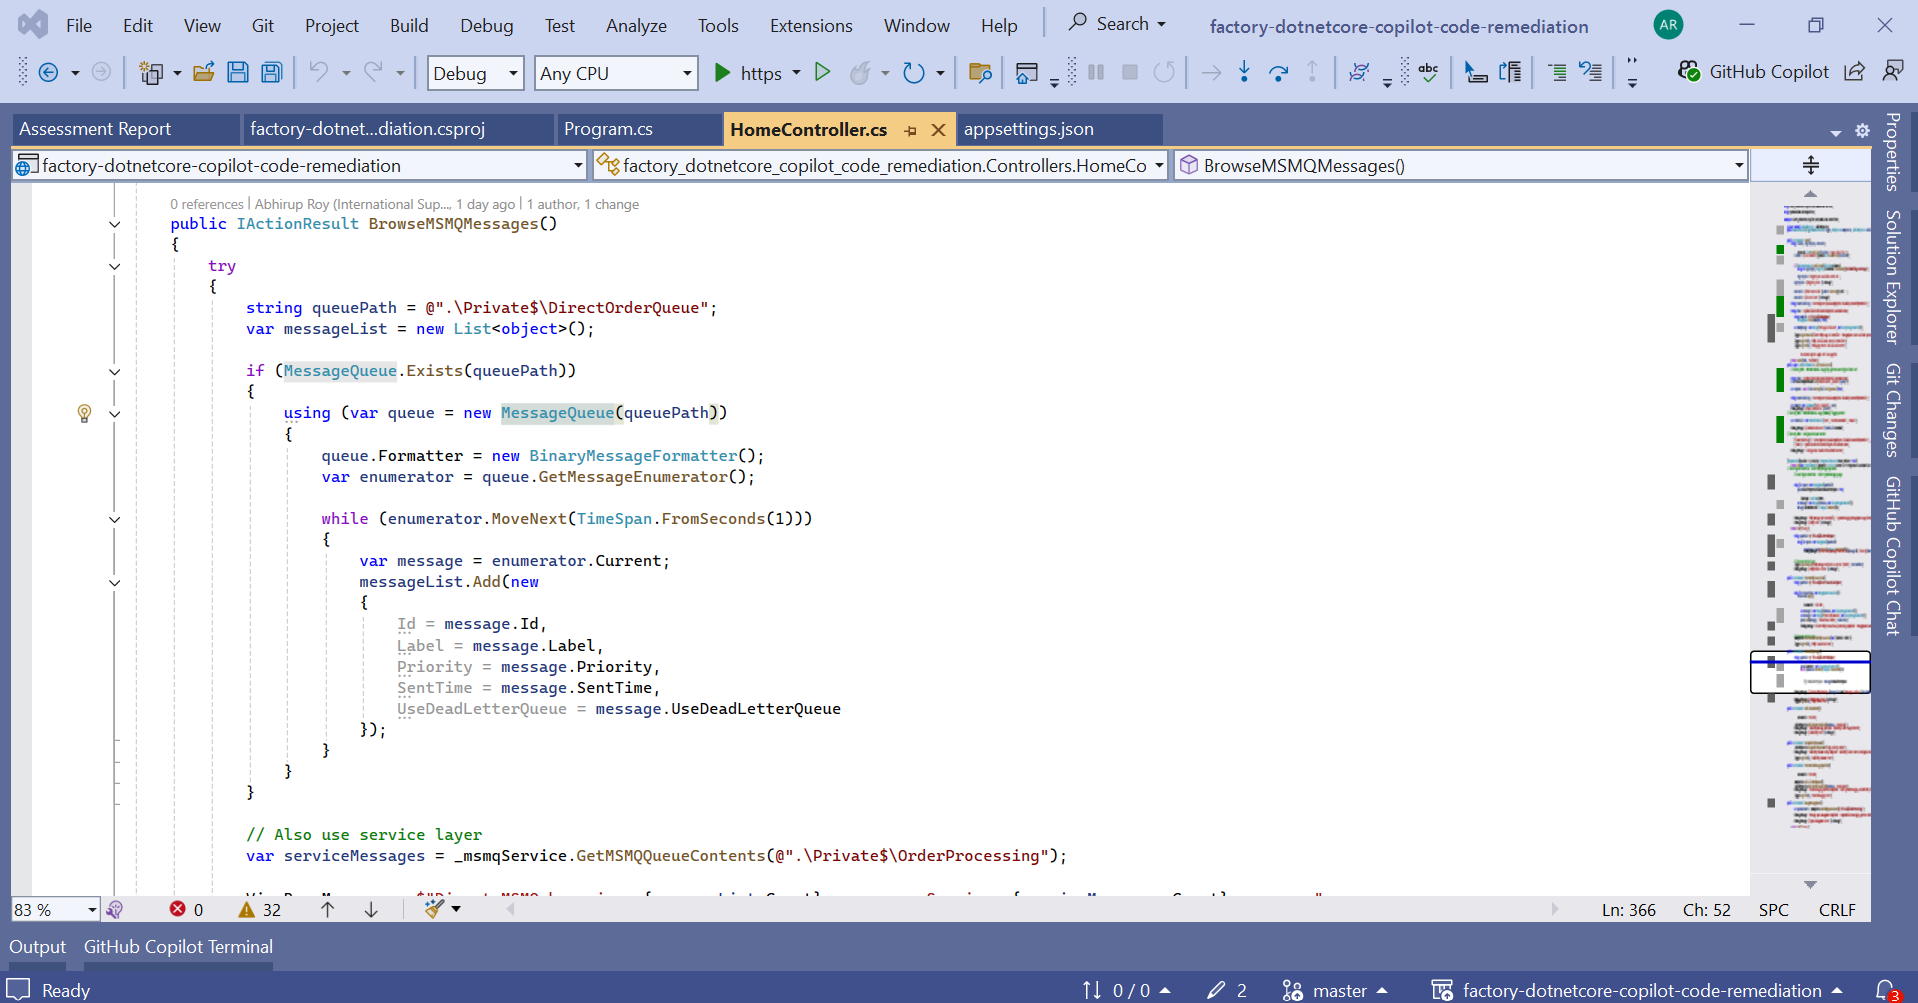 File Edit View Git Project Build Debug Test Analyze Tools Extensions Window Help Search factory-dotnetcore-copilot-code-remediation AR
Debug Any CPU https abc GitHub Copilot
Assessment Report factory-dotnet...diation.csproj Program.cs HomeController.cs appsettings.json
factory-dotnetcore-copilot-code-remediation factory_dotnetcore_copilot_code_remediation.Controllers.HomeCo BrowseMSMQMessages()
0 references | Abhirup Roy (International Sup..., 1 day ago | 1 author, 1 change
public IActionResult BrowseMSMQMessages()
{
try
{
string queuePath = @".\Private$\DirectOrderQueue";
var messageList = new List<object>();
if (MessageQueue.Exists(queuePath))
{
using (var queue = new MessageQueue(queuePath))
{
queue.Formatter = new BinaryMessageFormatter();
var enumerator = queue.GetMessageEnumerator();
while (enumerator.MoveNext(TimeSpan.FromSeconds(1)))
{
var message = enumerator.Current;
messageList.Add(new
{
Id = message.Id,
Label = message.Label,
Priority = message.Priority,
SentTime = message.SentTime,
UseDeadLetterQueue = message.UseDeadLetterQueue
});
}
}
}
// Also use service layer
var serviceMessages = _msmqService.GetMSMQQueueContents(@".\Private$\OrderProcessing");
Properties
Solution Explorer
Git Changes
GitHub Copilot Chat
83 % 0 32 Ln: 366 Ch: 52 SPC CRLF
Output GitHub Copilot Terminal
Ready 0 / 0 2 master factory-dotnetcore-copilot-code-remediation 3